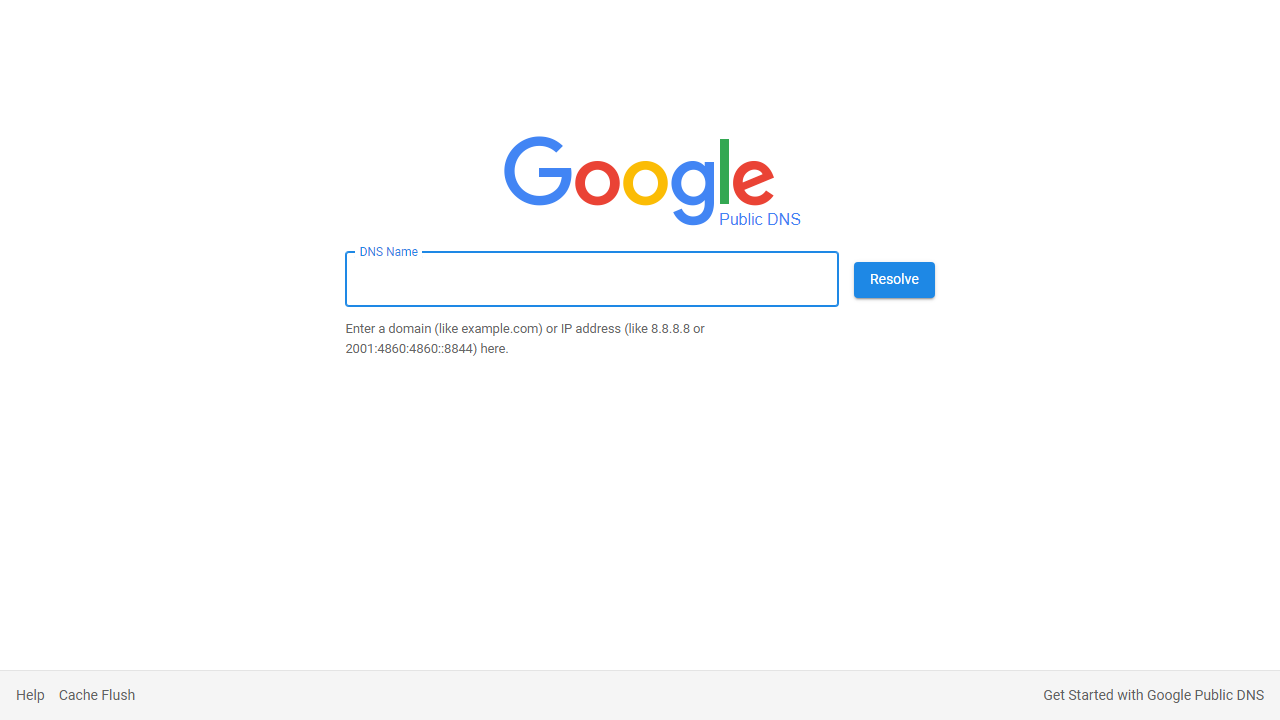 Google
Public DNS
DNS Name
Resolve
Enter a domain (like example.com) or IP address (like 8.8.8.8 or
2001:4860:4860::8844) here.
Help
Cache Flush
Get Started with Google Public DNS